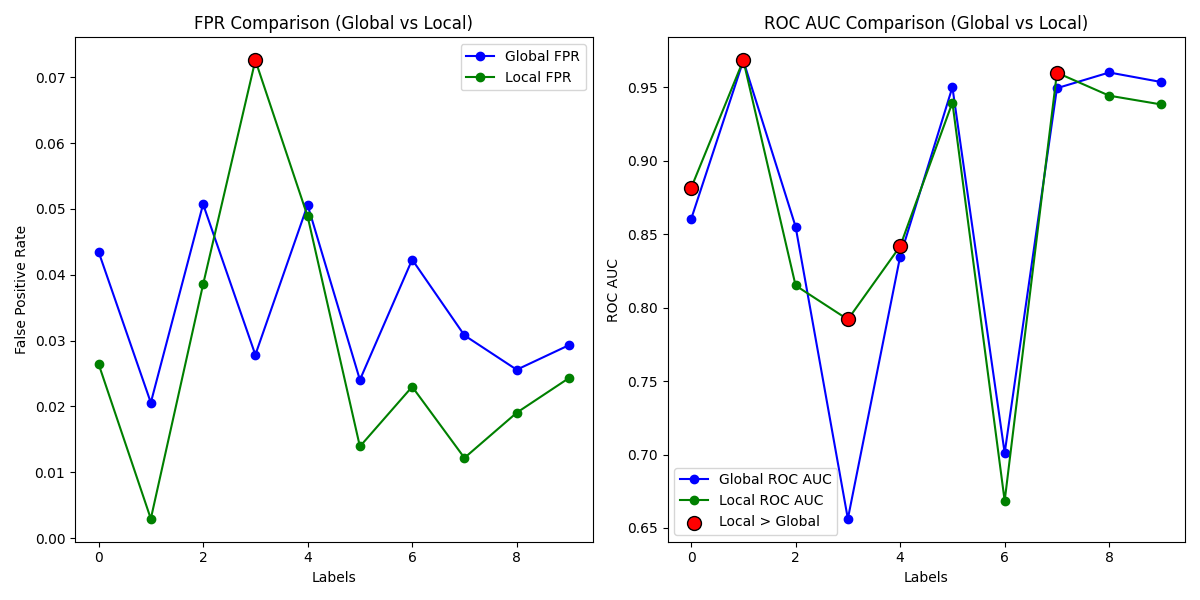 FPR Comparison (Global vs Local)
Global FPR
Local FPR
False Positive Rate
0.07
0.06
0.05
0.04
0.03
0.02
0.01
0.00
0 2 4 6 8
Labels
ROC AUC Comparison (Global vs Local)
ROC AUC
0.95
0.90
0.85
0.80
0.75
0.70
0.65
Global ROC AUC
Local ROC AUC
Local > Global
0 2 4 6 8
Labels